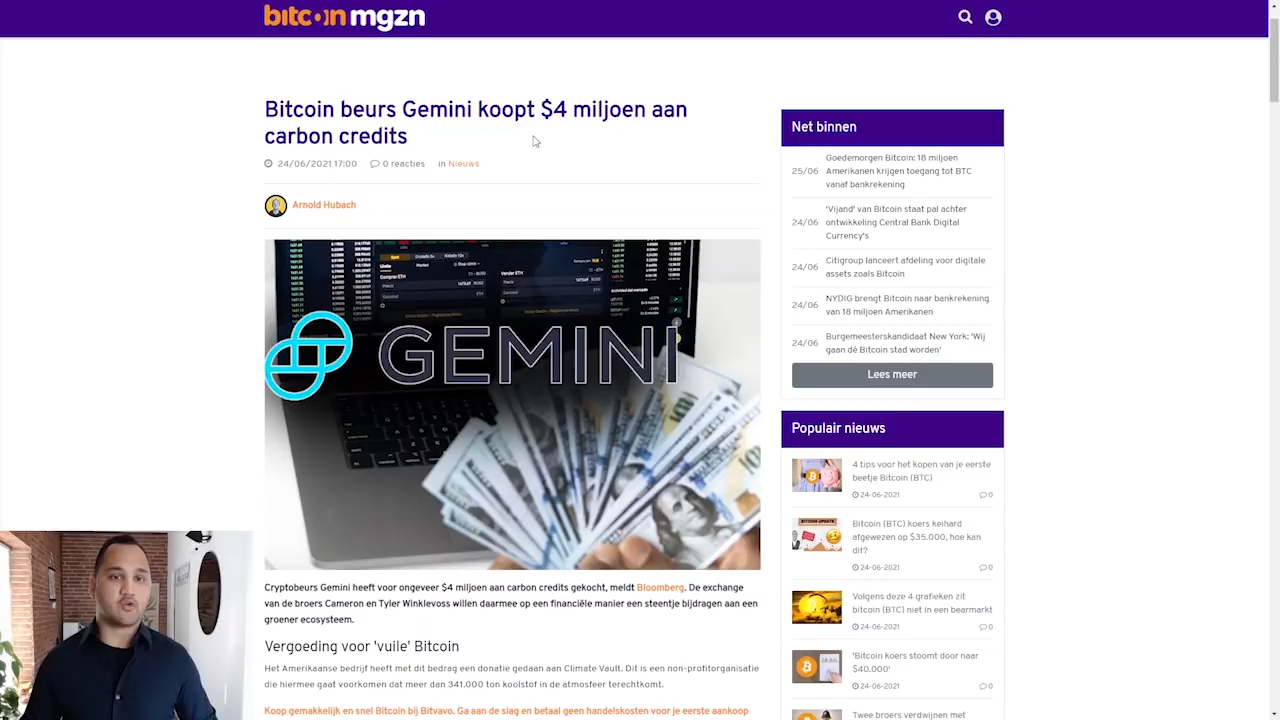 bitcoin mgzn
Bitcoin beurs Gemini koopt $4 miljoen aan
carbon credits
24/06/2021 17:00 0 reacties in Nieuws
Arnold Hubach
GEMINI
Cryptobeurs Gemini heeft voor ongeveer $4 miljoen aan carbon credits gekocht, meldt Bloomberg. De exchange
van de broers Cameron en Tyler Winklevoss willen daarmee op een financiële manier een steentje bijdragen aan een
groener ecosysteem.
Vergoeding voor 'vuile' Bitcoin
Het Amerikaanse bedrijf heeft met dit bedrag een donatie gedaan aan Climate Vault. Dit is een non-profitorganisatie
die hiermee gaat voorkomen dat meer dan 341.000 ton koolstof in de atmosfeer terechtkomt.
Koop gemakkelijk en snel Bitcoin bij Bitvavo. Ga aan de slag en betaal geen handelskosten voor je eerste aankoop
Net binnen
25/06 Goedemorgen Bitcoin: 18 miljoen
Amerikanen krijgen toegang tot BTC
vanaf bankrekening
24/06 'Vijand' van Bitcoin staat pal achter
ontwikkeling Central Bank Digital
Currency's
24/06 Citigroup lanceert afdeling voor digitale
assets zoals Bitcoin
24/06 NYDIG brengt Bitcoin naar bankrekening
van 18 miljoen Amerikanen
24/06 Burgemeesterskandidaat New York: 'Wij
gaan dé Bitcoin stad worden'
Lees meer
Populair nieuws
4 tips voor het kopen van je eerste
beetje Bitcoin (BTC)
24-06-2021 0
BITCOIN UPDATE
Bitcoin (BTC) koers keihard
afgewezen op $35.000, hoe kan
dit?
24-06-2021 0
Volgens deze 4 grafieken zit
bitcoin (BTC) niet in een bearmarkt
24-06-2021 0
'Bitcoin koers stoomt door naar
$40.000'
24-06-2021 0
Twee broers verdwijnen met